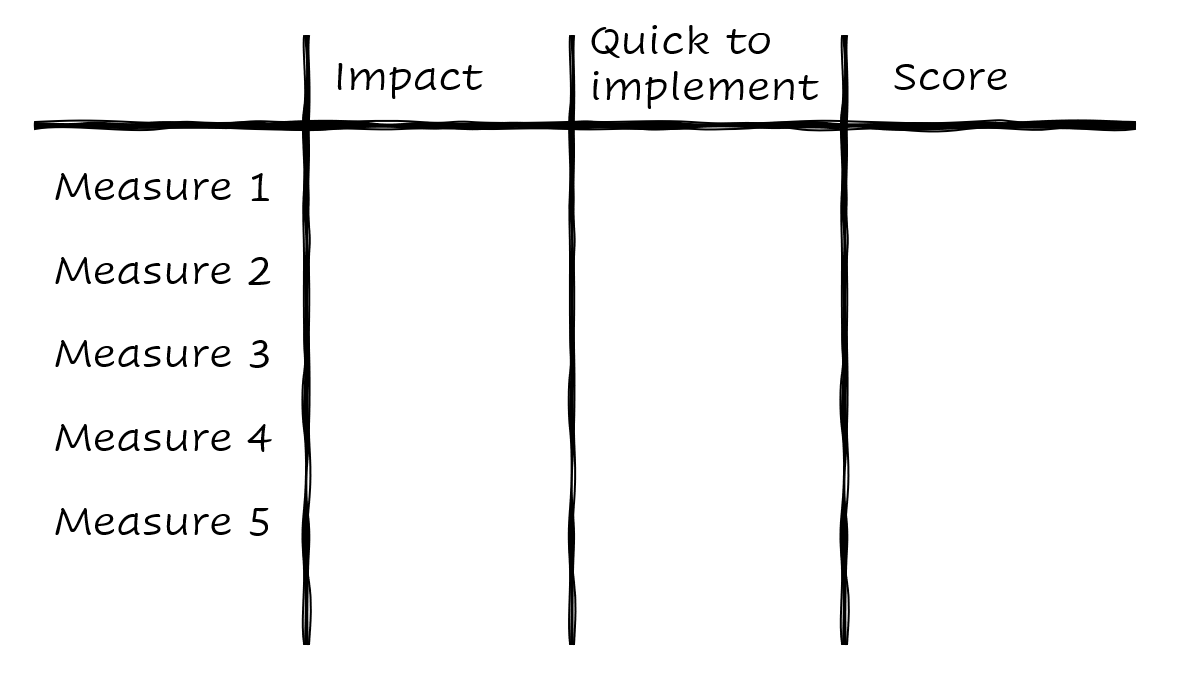 Impact
Quick to
implement
Score
Measure 1
Measure 2
Measure 3
Measure 4
Measure 5